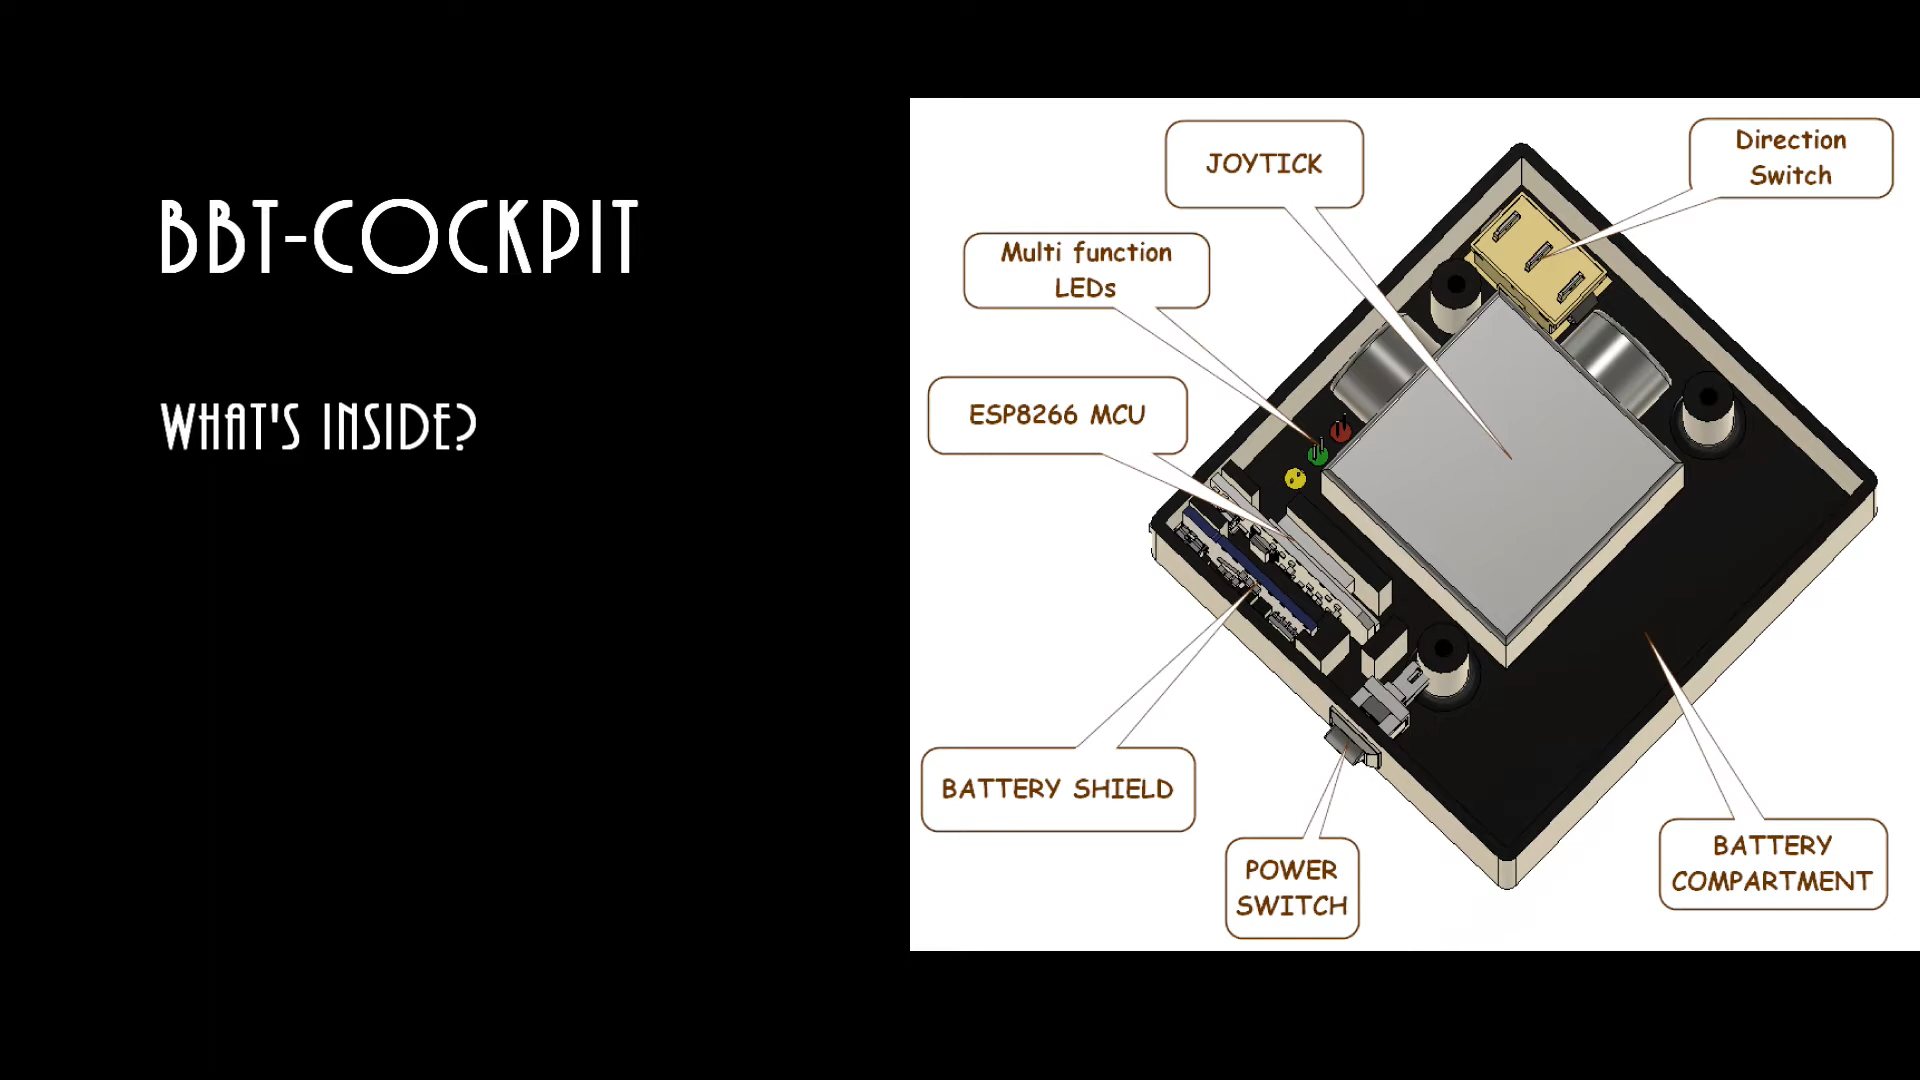 BBT-COCKPIT
WHAT'S INSIDE?
JOYTICK
Direction
Switch
Multi function
LEDs
ESP8266 MCU
BATTERY SHIELD
POWER
SWITCH
BATTERY
COMPARTMENT